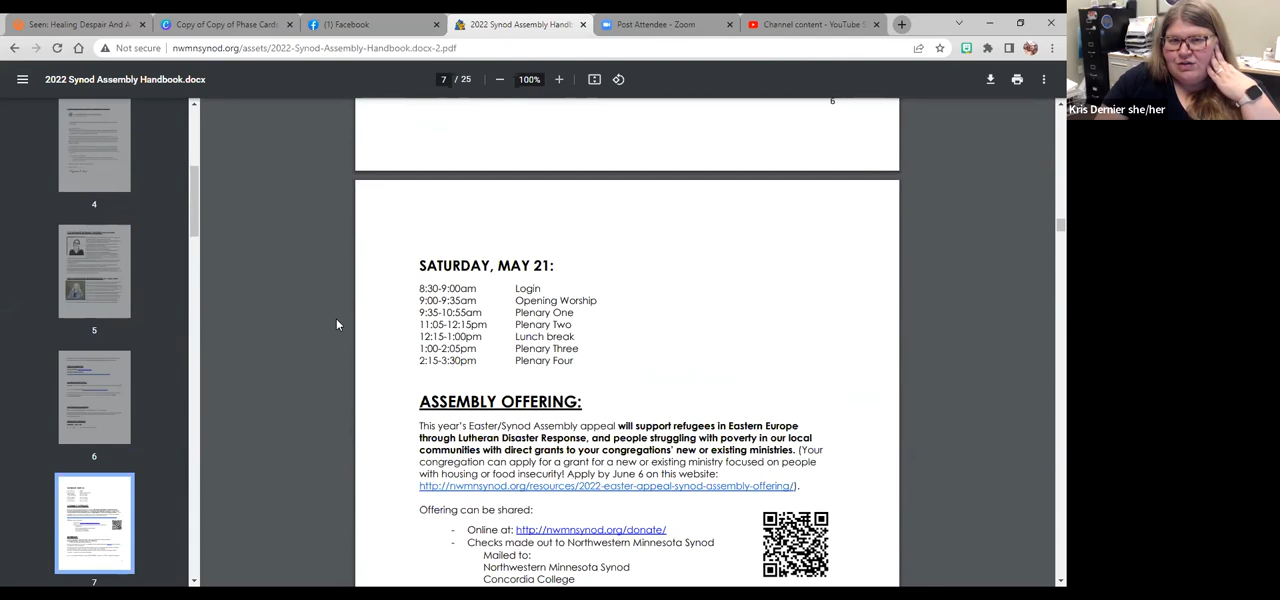 Seen: Healing Despair And A
Copy of Copy of Phase Cards
Facebook
2022 Synod Assembly Handb
Post Attendee - Zoom
Channel content - YouTube S
Not secure
nwmnsynod.org/assets/2022-Synod-Assembly-Handbook.docx-2.pdf
2022 Synod Assembly Handbook.docx
7 / 25
100%
Kris Dernier she/her
4
5
6
7
6
SATURDAY, MAY 21:
8:30-9:00am Login
9:00-9:35am Opening Worship
9:35-10:55am Plenary One
11:05-12:15pm Plenary Two
12:15-1:00pm Lunch break
1:00-2:05pm Plenary Three
2:15-3:30pm Plenary Four
ASSEMBLY OFFERING:
This year's Easter/Synod Assembly appeal will support refugees in Eastern Europe
through Lutheran Disaster Response, and people struggling with poverty in our local
communities with direct grants to your congregations' new or existing ministries. (Your
congregation can apply for a grant for a new or existing ministry focused on people
with housing or food insecurity! Apply by June 6 on this website:
http://nwmnsynod.org/resources/2022-easter-appeal-synod-assembly-offering/).
Offering can be shared:
- Online at: http://nwmnsynod.org/donate/
- Checks made out to Northwestern Minnesota Synod
Mailed to:
Northwestern Minnesota Synod
Concordia College